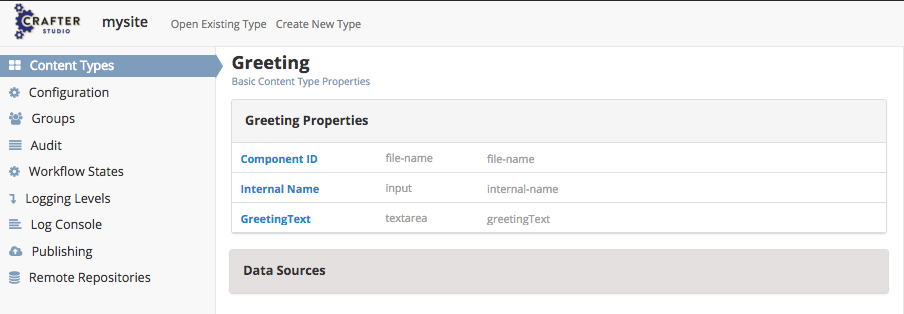 CRAFTER
STUDIO
mysite
Open Existing Type
Create New Type
Content Types
Configuration
Groups
Audit
Workflow States
Logging Levels
Log Console
Publishing
Remote Repositories
Greeting
Basic Content Type Properties
Greeting Properties
Component ID file-name file-name
Internal Name input internal-name
GreetingText textarea greetingText
Data Sources